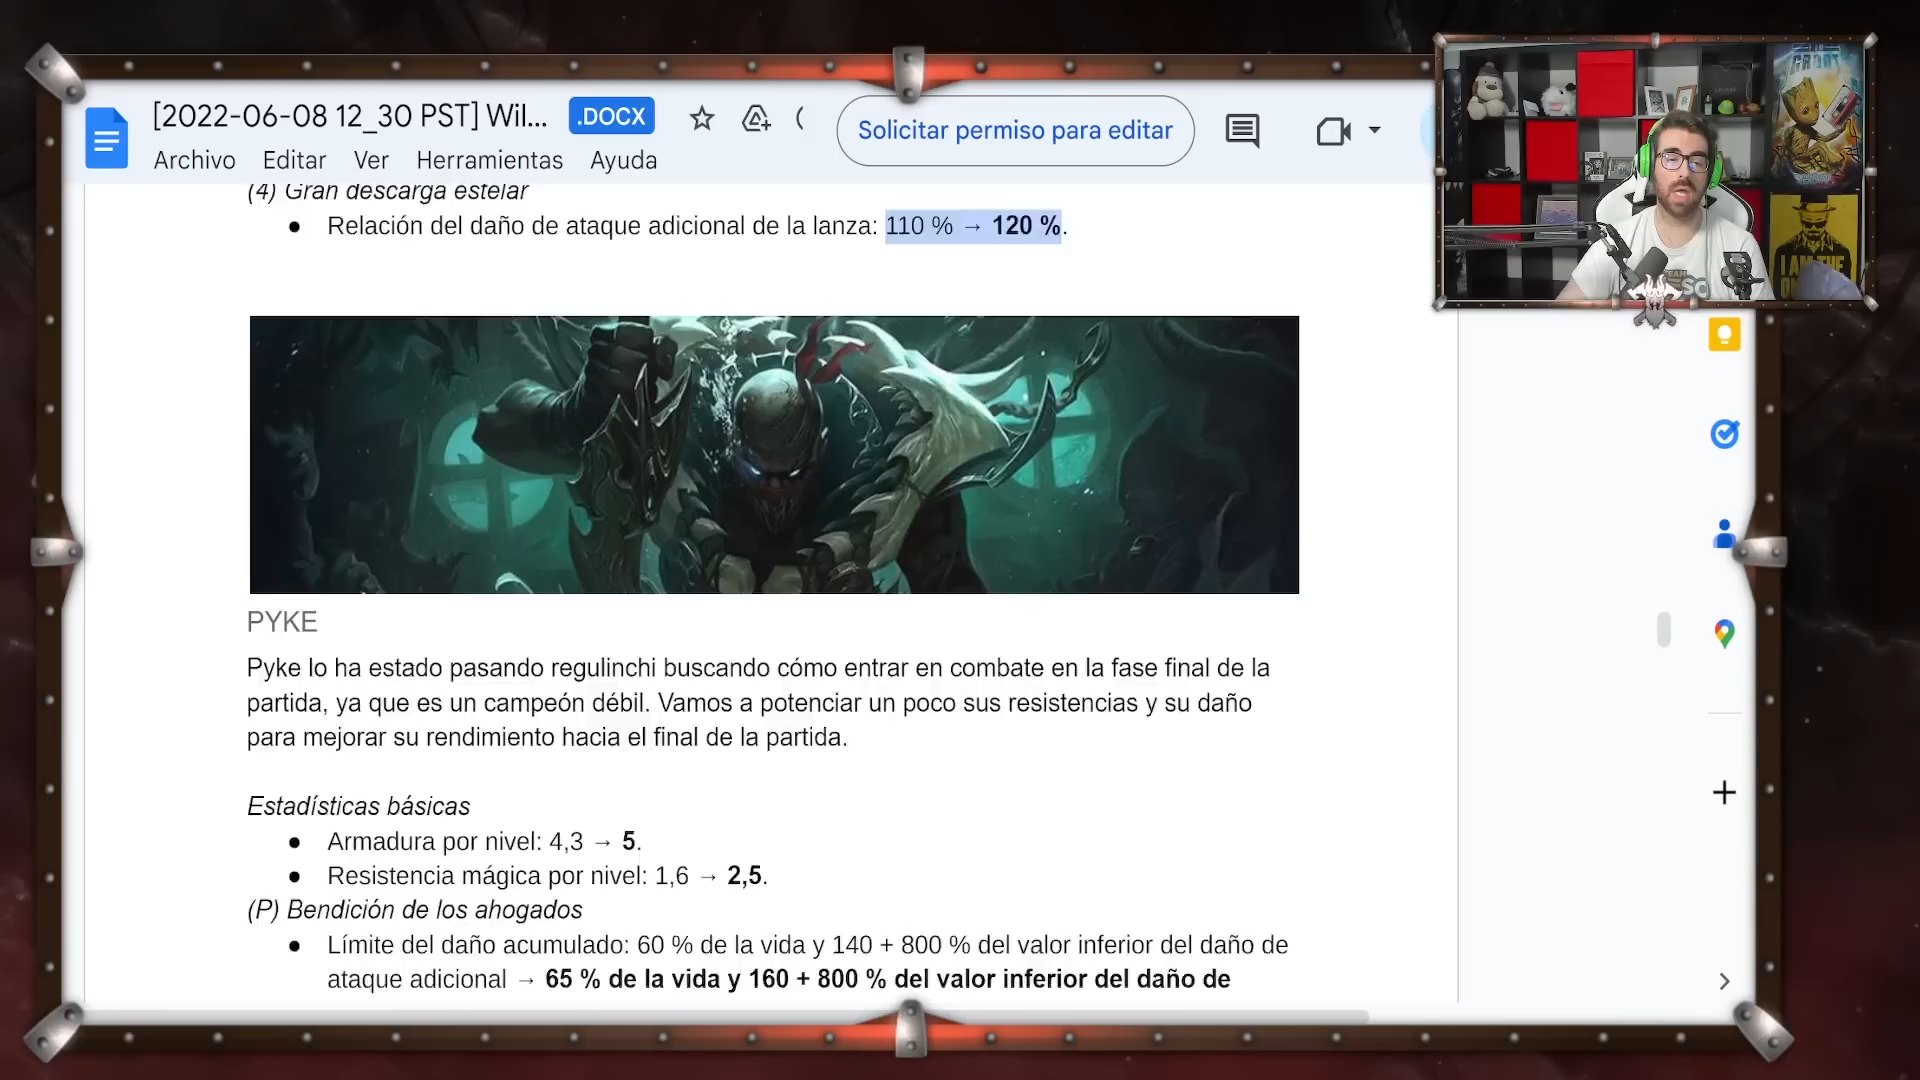 [2022-06-08 12_30 PST] Wil... .DOCX
Solicitar permiso para editar
Archivo Editar Ver Herramientas Ayuda
(4) Gran descarga estelar
● Relación del daño de ataque adicional de la lanza: 110 % → 120 %.
PYKE
Pyke lo ha estado pasando regulinchi buscando cómo entrar en combate en la fase final de la
partida, ya que es un campeón débil. Vamos a potenciar un poco sus resistencias y su daño
para mejorar su rendimiento hacia el final de la partida.
Estadísticas básicas
● Armadura por nivel: 4,3 → 5.
● Resistencia mágica por nivel: 1,6 → 2,5.
(P) Bendición de los ahogados
● Límite del daño acumulado: 60 % de la vida y 140 + 800 % del valor inferior del daño de
ataque adicional → 65 % de la vida y 160 + 800 % del valor inferior del daño de
GROOT
I AM THE
TEAM